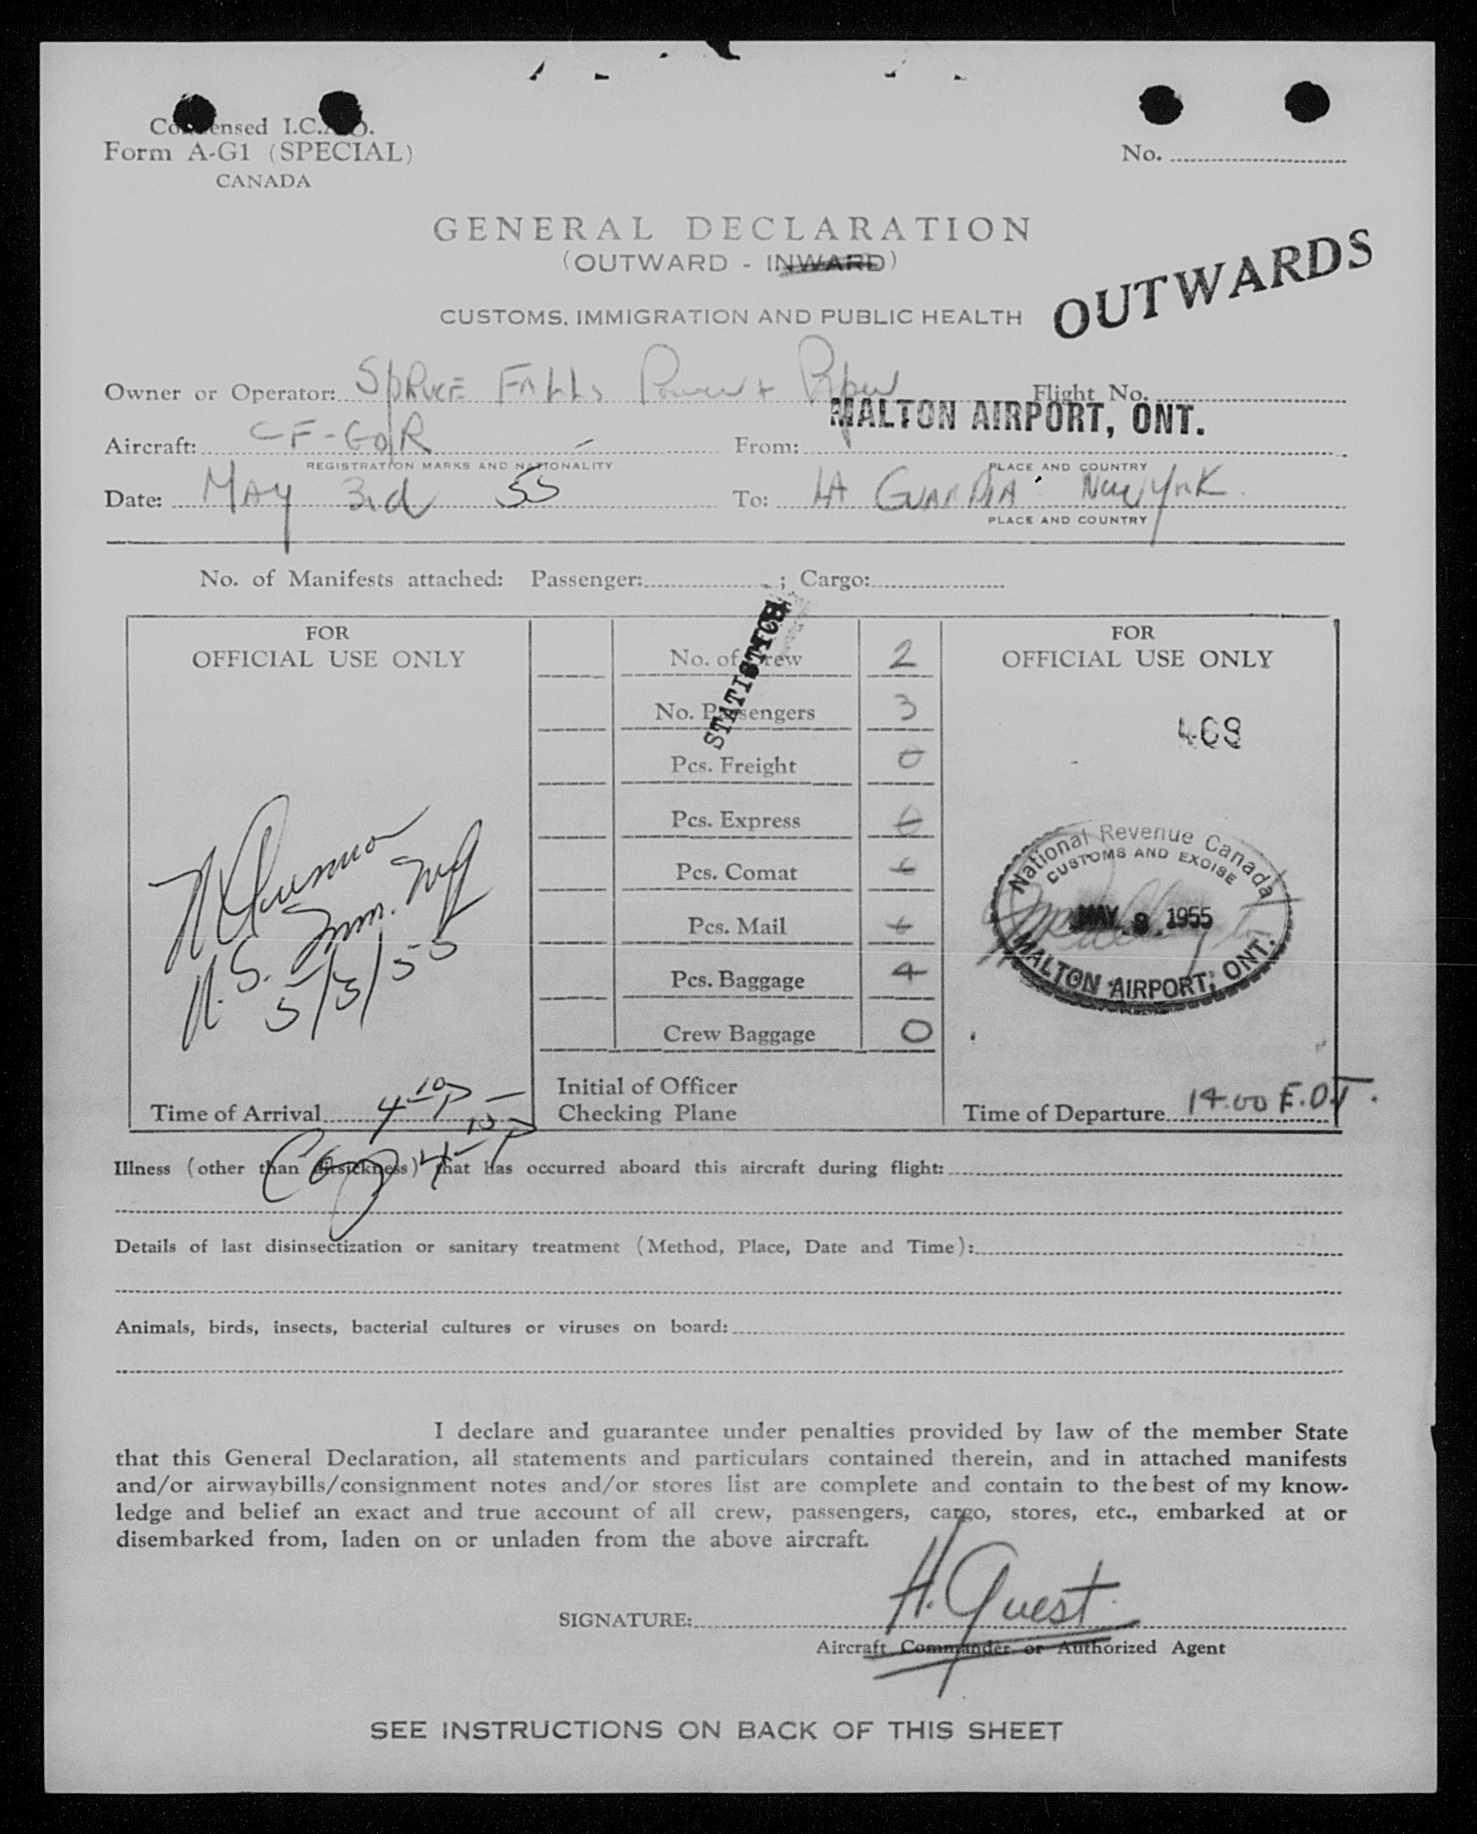 Condensed I.C.A.O.
Form A-G1 (SPECIAL)
CANADA
No.
GENERAL DECLARATION
(OUTWARD - INWARD)
OUTWARDS
CUSTOMS, IMMIGRATION AND PUBLIC HEALTH
Owner or Operator: SPRUCE FALLS Power & Paper Flight No.
MALTON AIRPORT, ONT.
Aircraft: CF-GOR From:
REGISTRATION MARKS AND NATIONALITY PLACE AND COUNTRY
Date: MAY 3rd 55 To: LA GUARDIA New York
PLACE AND COUNTRY
No. of Manifests attached: Passenger: ; Cargo:
FOR
OFFICIAL USE ONLY
No. of Crew 2
No. Passengers 3
Pcs. Freight 0
Pcs. Express
Pcs. Comat
Pcs. Mail
Pcs. Baggage 4
Crew Baggage 0
FOR
OFFICIAL USE ONLY
National Revenue Canada
CUSTOMS AND EXCISE
1955
MALTON AIRPORT, ONT.
U.S. Imm.
5/3/55
Time of Arrival 4 10 P
Initial of Officer
Checking Plane
Time of Departure 14.00 E.D.T.
Illness (other than airsickness) that has occurred aboard this aircraft during flight:
Details of last disinsectization or sanitary treatment (Method, Place, Date and Time):
Animals, birds, insects, bacterial cultures or viruses on board:
I declare and guarantee under penalties provided by law of the member State
that this General Declaration, all statements and particulars contained therein, and in attached manifests
and/or airwaybills/consignment notes and/or stores list are complete and contain to the best of my know-
ledge and belief an exact and true account of all crew, passengers, cargo, stores, etc., embarked at or
disembarked from, laden on or unladen from the above aircraft.
SIGNATURE: H. Guest
Aircraft Commander or Authorized Agent
SEE INSTRUCTIONS ON BACK OF THIS SHEET